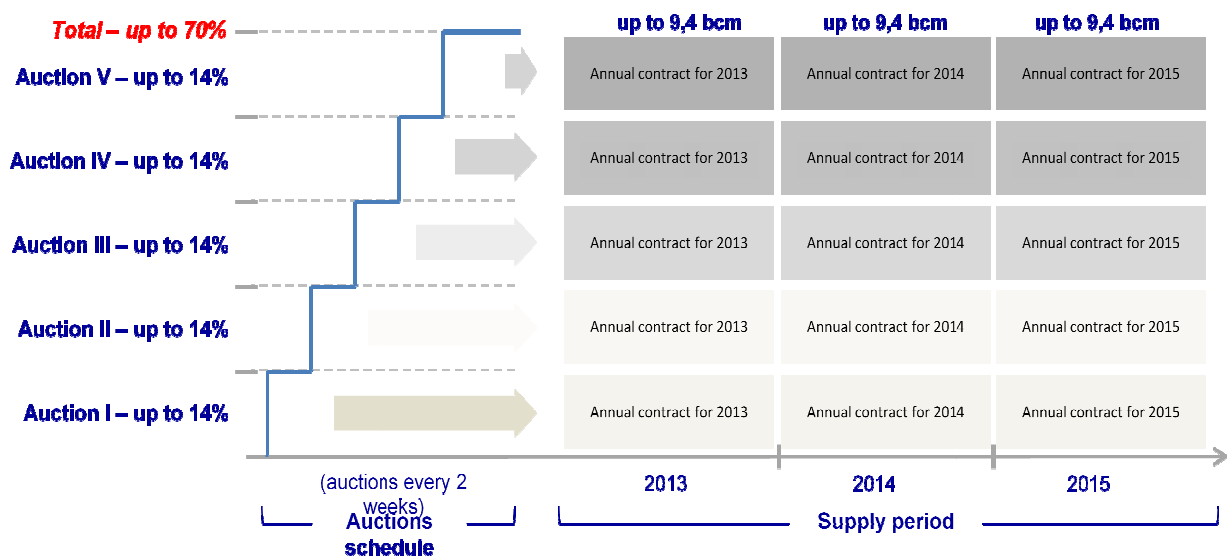 Total – up to 70%
up to 9,4 bcm
up to 9,4 bcm
up to 9,4 bcm
Auction V – up to 14%
Annual contract for 2013
Annual contract for 2014
Annual contract for 2015
Auction IV – up to 14%
Annual contract for 2013
Annual contract for 2014
Annual contract for 2015
Auction III – up to 14%
Annual contract for 2013
Annual contract for 2014
Annual contract for 2015
Auction II – up to 14%
Annual contract for 2013
Annual contract for 2014
Annual contract for 2015
Auction I – up to 14%
Annual contract for 2013
Annual contract for 2014
Annual contract for 2015
(auctions every 2
weeks)
2013
2014
2015
Auctions
schedule
Supply period